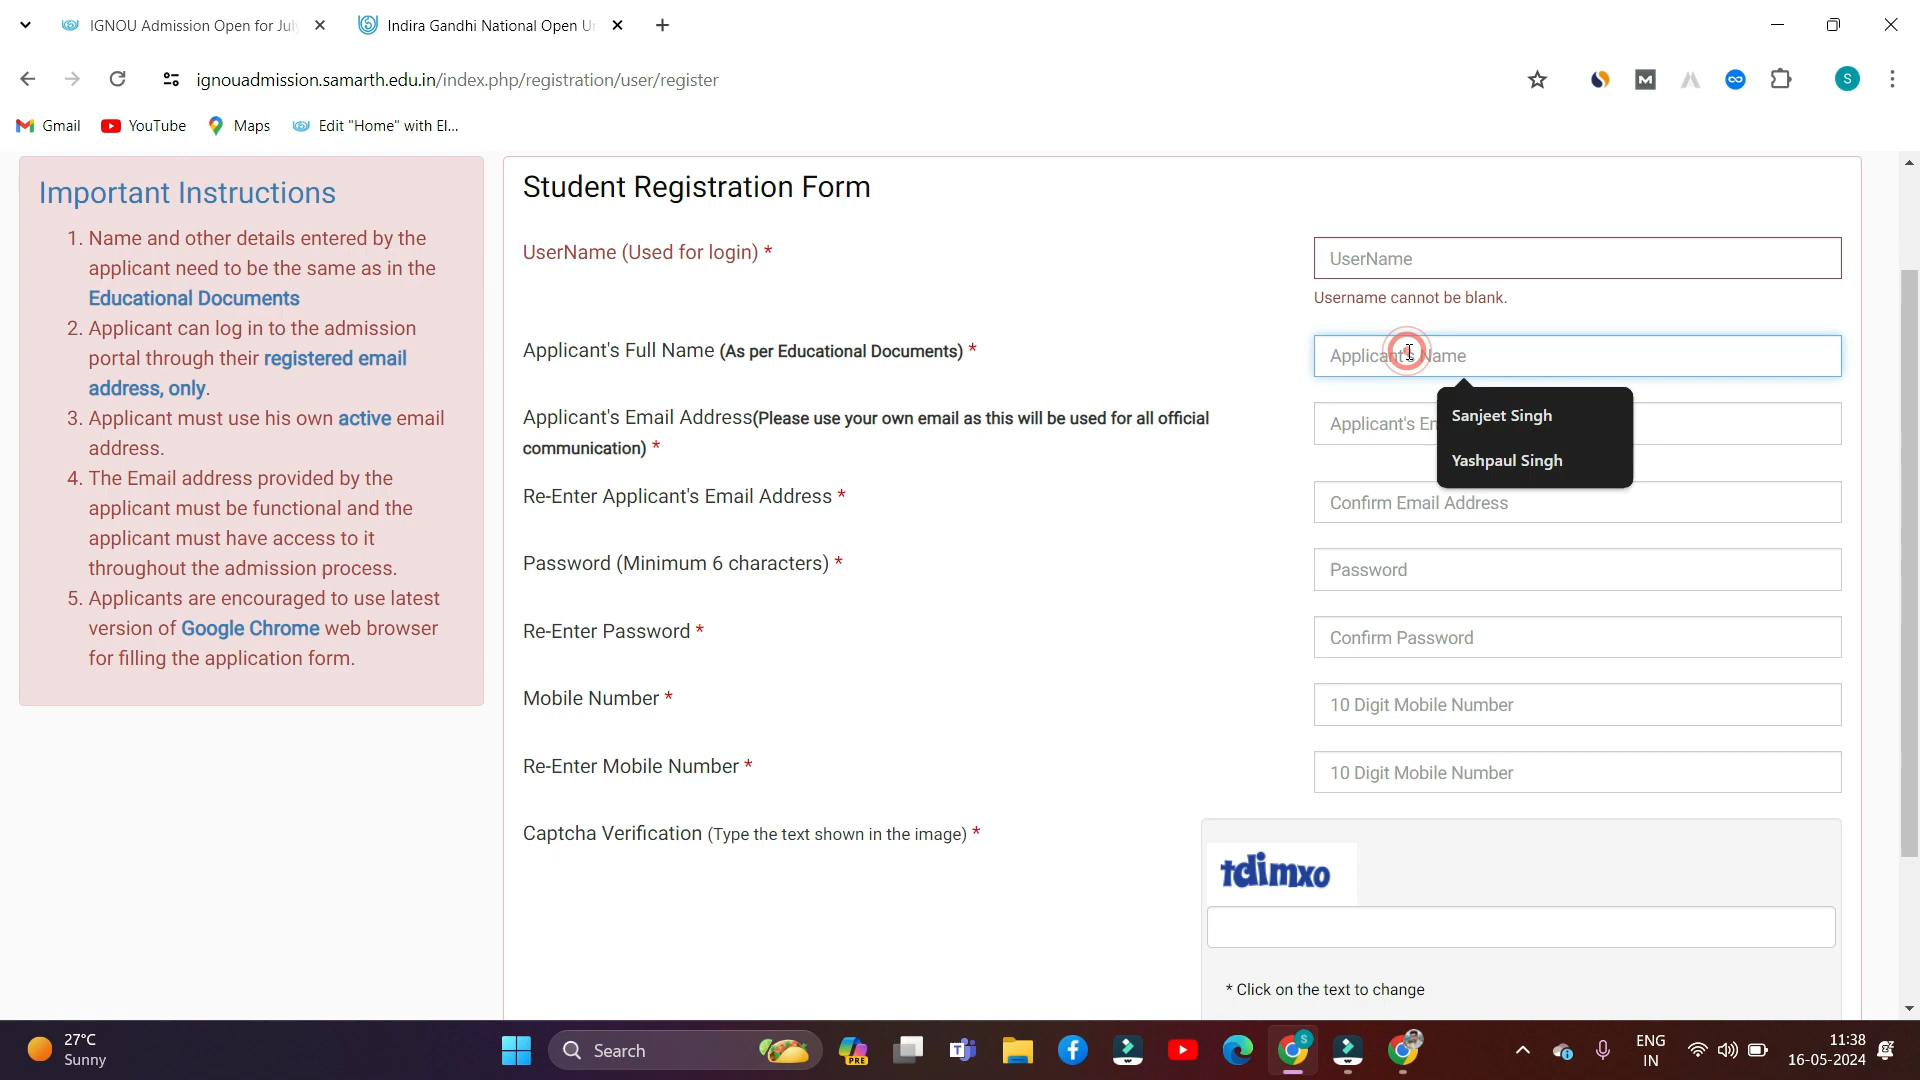 IGNOU Admission Open for Jul
Indira Gandhi National Open Ur
ignouadmission.samarth.edu.in/index.php/registration/user/register
S
Gmail
YouTube
Maps
Edit "Home" with El...
Important Instructions
1. Name and other details entered by the
applicant need to be the same as in the
Educational Documents
2. Applicant can log in to the admission
portal through their registered email
address, only.
3. Applicant must use his own active email
address.
4. The Email address provided by the
applicant must be functional and the
applicant must have access to it
throughout the admission process.
5. Applicants are encouraged to use latest
version of Google Chrome web browser
for filling the application form.
Student Registration Form
UserName (Used for login) *
UserName
Username cannot be blank.
Applicant's Full Name (As per Educational Documents) *
Applicant's Name
Sanjeet Singh
Yashpaul Singh
Applicant's Email Address(Please use your own email as this will be used for all official
communication) *
Applicant's En
Re-Enter Applicant's Email Address *
Confirm Email Address
Password (Minimum 6 characters) *
Password
Re-Enter Password *
Confirm Password
Mobile Number *
10 Digit Mobile Number
Re-Enter Mobile Number *
10 Digit Mobile Number
Captcha Verification (Type the text shown in the image) *
tdimxo
* Click on the text to change
27°C
Sunny
Search
PRE
ENG
IN
11:38
16-05-2024